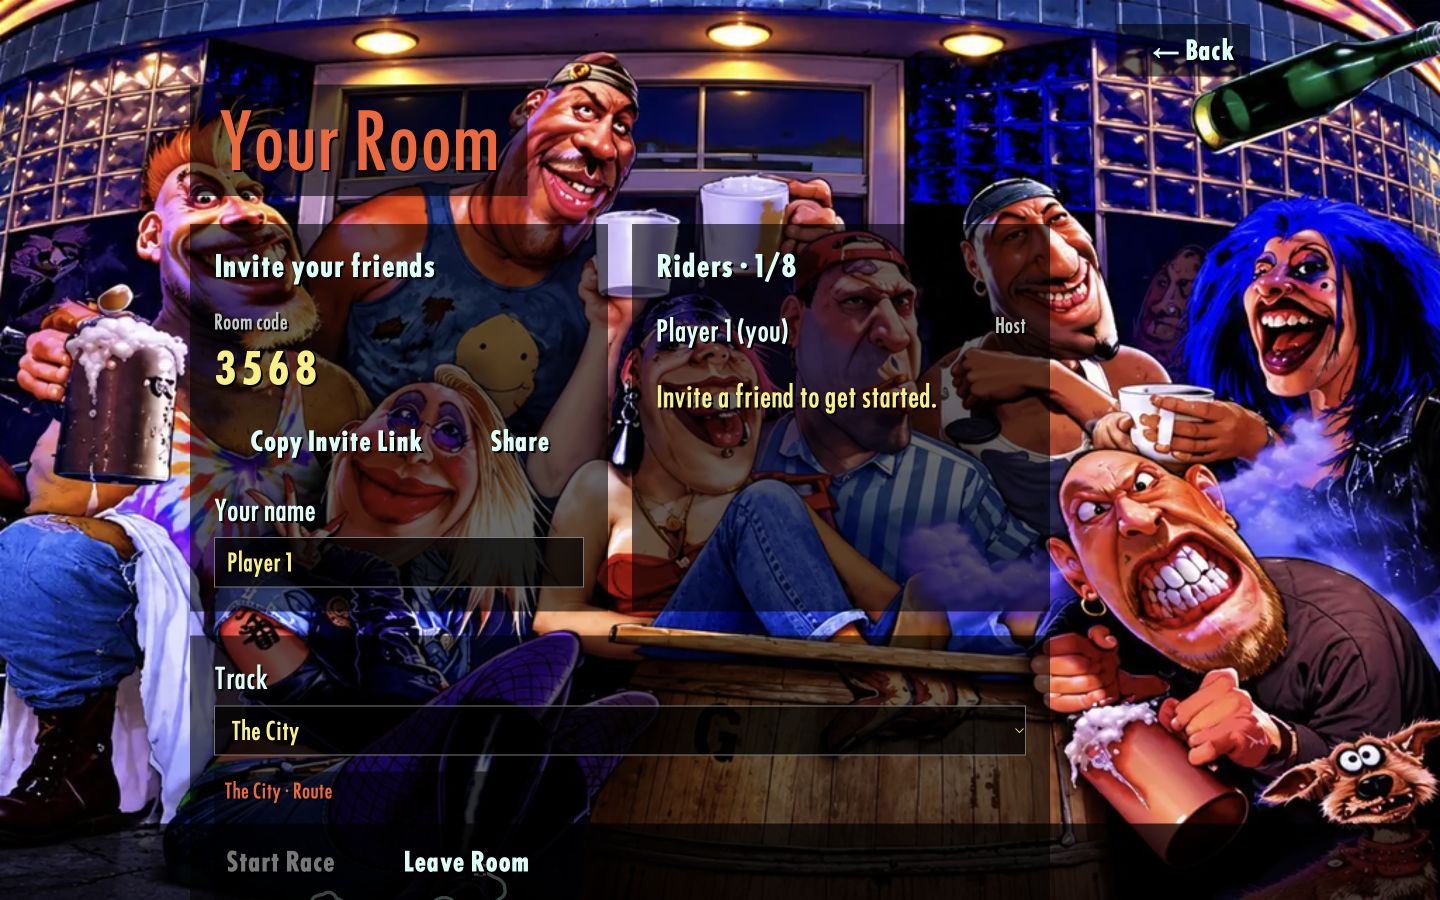 ← Back
Your Room
Invite your friends
Room code
3568
Copy Invite Link
Share
Your name
Player 1
Riders · 1/8
Player 1 (you)
Host
Invite a friend to get started.
Track
The City
The City · Route
G
Start Race
Leave Room